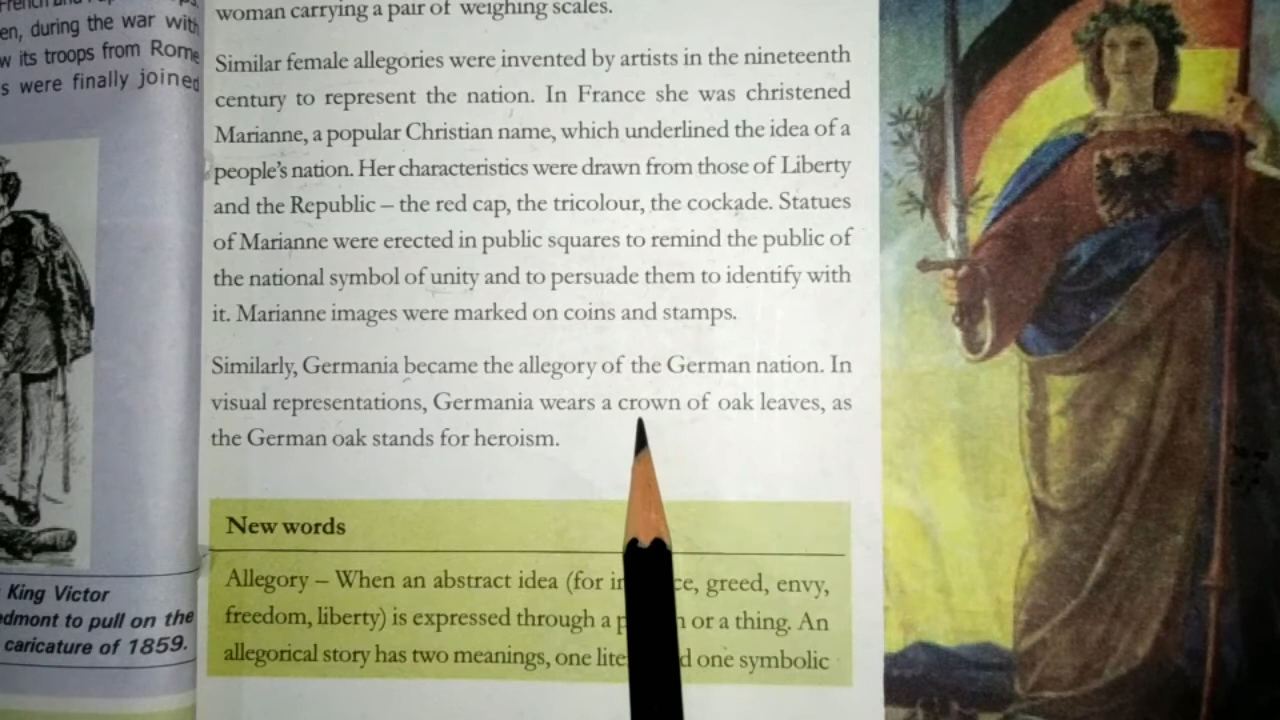 en, during the war with
w its troops from Rome
s were finally joined
King Victor
dmont to pull on the
caricature of 1859.
woman carrying a pair of weighing scales.
Similar female allegories were invented by artists in the nineteenth
century to represent the nation. In France she was christened
Marianne, a popular Christian name, which underlined the idea of a
people's nation. Her characteristics were drawn from those of Liberty
and the Republic – the red cap, the tricolour, the cockade. Statues
of Marianne were erected in public squares to remind the public of
the national symbol of unity and to persuade them to identify with
it. Marianne images were marked on coins and stamps.
Similarly, Germania became the allegory of the German nation. In
visual representations, Germania wears a crown of oak leaves, as
the German oak stands for heroism.
New words
Allegory – When an abstract idea (for in ce, greed, envy,
freedom, liberty) is expressed through a p n or a thing. An
allegorical story has two meanings, one lite d one symbolic